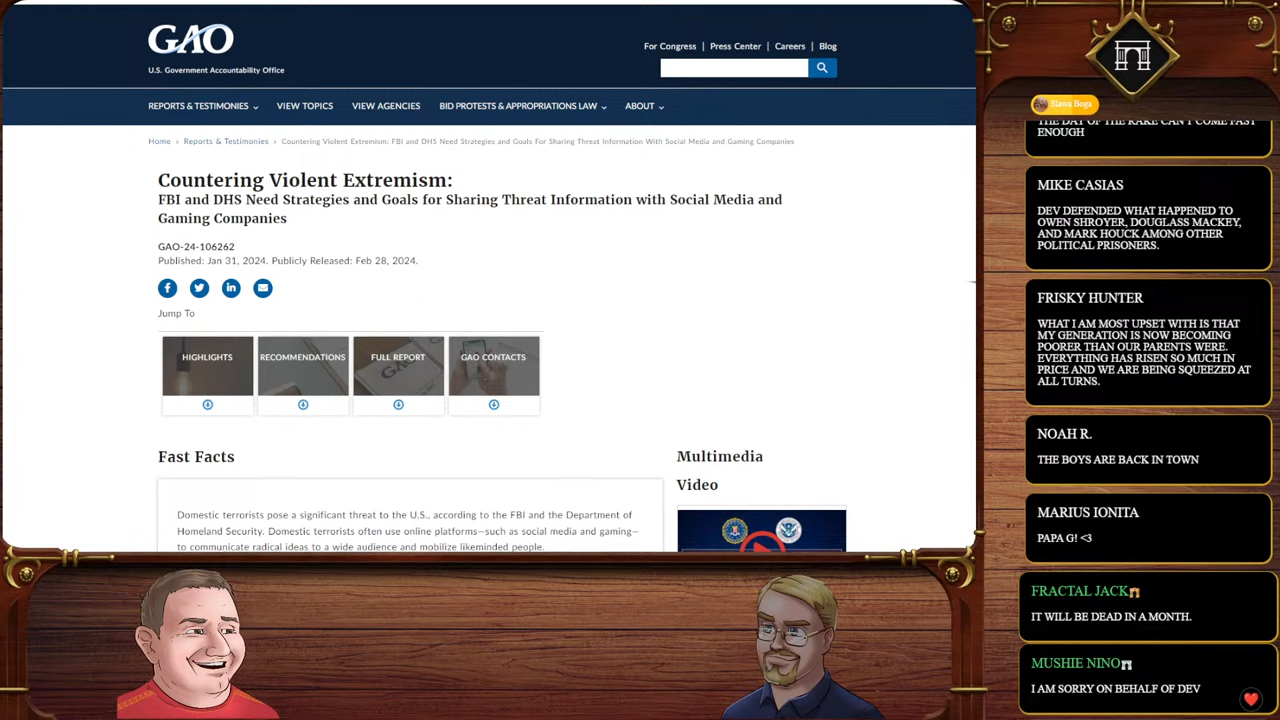 GAO
U.S. Government Accountability Office
For Congress | Press Center | Careers | Blog
REPORTS & TESTIMONIES VIEW TOPICS VIEW AGENCIES BID PROTESTS & APPROPRIATIONS LAW ABOUT
Home › Reports & Testimonies › Countering Violent Extremism: FBI and DHS Need Strategies and Goals For Sharing Threat Information With Social Media and Gaming Companies
Countering Violent Extremism:
FBI and DHS Need Strategies and Goals for Sharing Threat Information with Social Media and
Gaming Companies
GAO-24-106262
Published: Jan 31, 2024. Publicly Released: Feb 28, 2024.
Jump To
HIGHLIGHTS RECOMMENDATIONS FULL REPORT GAO CONTACTS
Fast Facts
Domestic terrorists pose a significant threat to the U.S., according to the FBI and the Department of
Homeland Security. Domestic terrorists often use online platforms—such as social media and gaming—
to communicate radical ideas to a wide audience and mobilize likeminded people.
Multimedia
Video
Slawa Boga
THE DAY OF THE RAKE CAN'T COME FAST
ENOUGH
MIKE CASIAS
DEV DEFENDED WHAT HAPPENED TO
OWEN SHROYER, DOUGLASS MACKEY,
AND MARK HOUCK AMONG OTHER
POLITICAL PRISONERS.
FRISKY HUNTER
WHAT I AM MOST UPSET WITH IS THAT
MY GENERATION IS NOW BECOMING
POORER THAN OUR PARENTS WERE.
EVERYTHING HAS RISEN SO MUCH IN
PRICE AND WE ARE BEING SQUEEZED AT
ALL TURNS.
NOAH R.
THE BOYS ARE BACK IN TOWN
MARIUS IONITA
PAPA G! <3
FRACTAL JACK
IT WILL BE DEAD IN A MONTH.
MUSHIE NINO
I AM SORRY ON BEHALF OF DEV